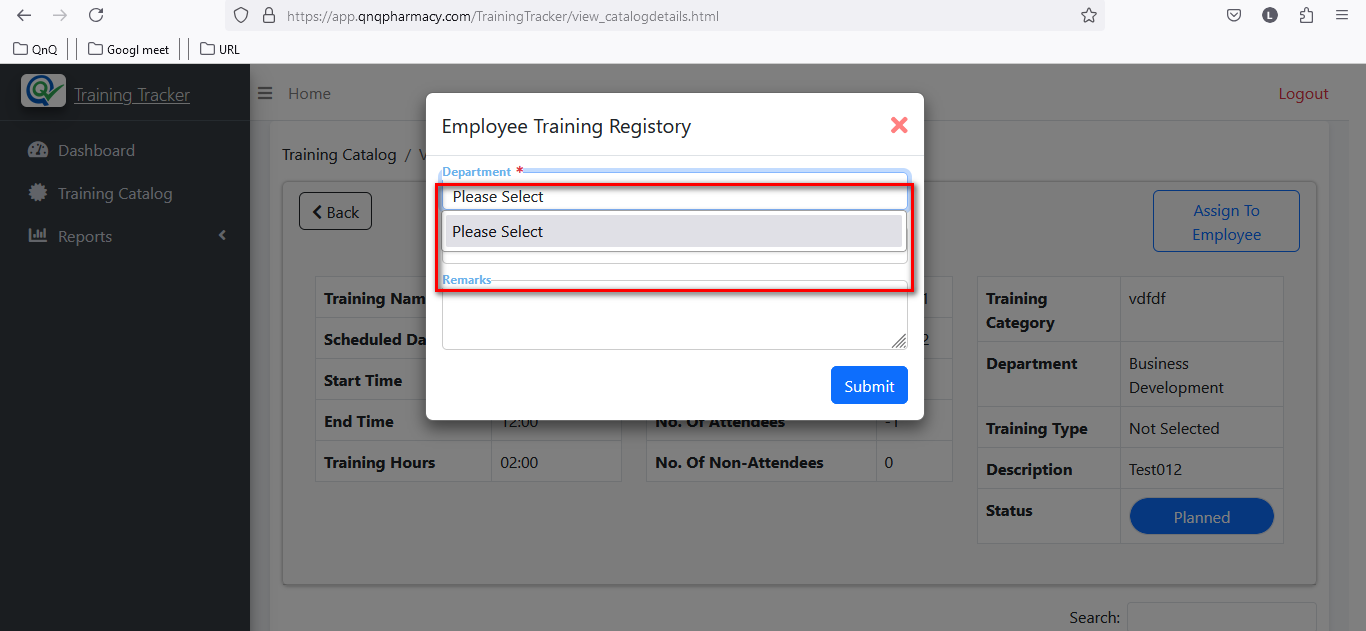 https://app.qnqpharmacy.com/TrainingTracker/view_catalogdetails.html
L
QnQ
Googl meet
URL
Training Tracker
Home
Logout
Dashboard
Training Catalog
Reports
Training Catalog /
Back
Assign To
Employee
Employee Training Registory
Department *
Please Select
Please Select
Remarks
Submit
Training Nam
Scheduled Da
Start Time
End Time 12:00
Training Hours 02:00
1
2
No. Of Attendees -1
No. Of Non-Attendees 0
Training
Category
vdfdf
Department
Business
Development
Training Type Not Selected
Description Test012
Status Planned
Search: